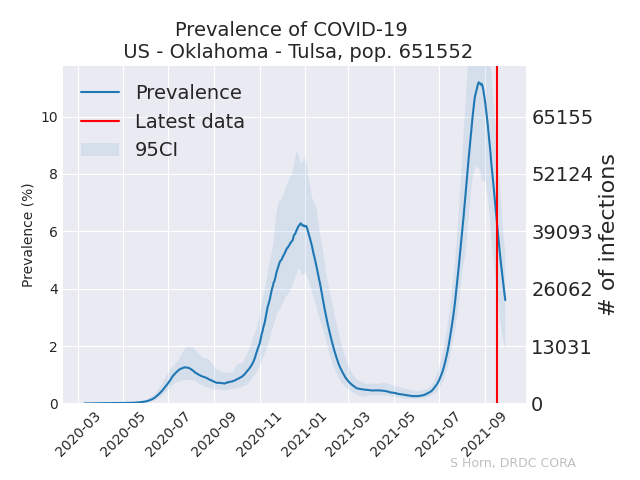 Prevalence of COVID-19
US - Oklahoma - Tulsa, pop. 651552
Prevalence
Latest data
95CI
Prevalence (%)
10
8
6
4
2
0
65155
52124
39093
26062
13031
0
# of infections
2020-03
2020-05
2020-07
2020-09
2020-11
2021-01
2021-03
2021-05
2021-07
2021-09
S Horn, DRDC CORA